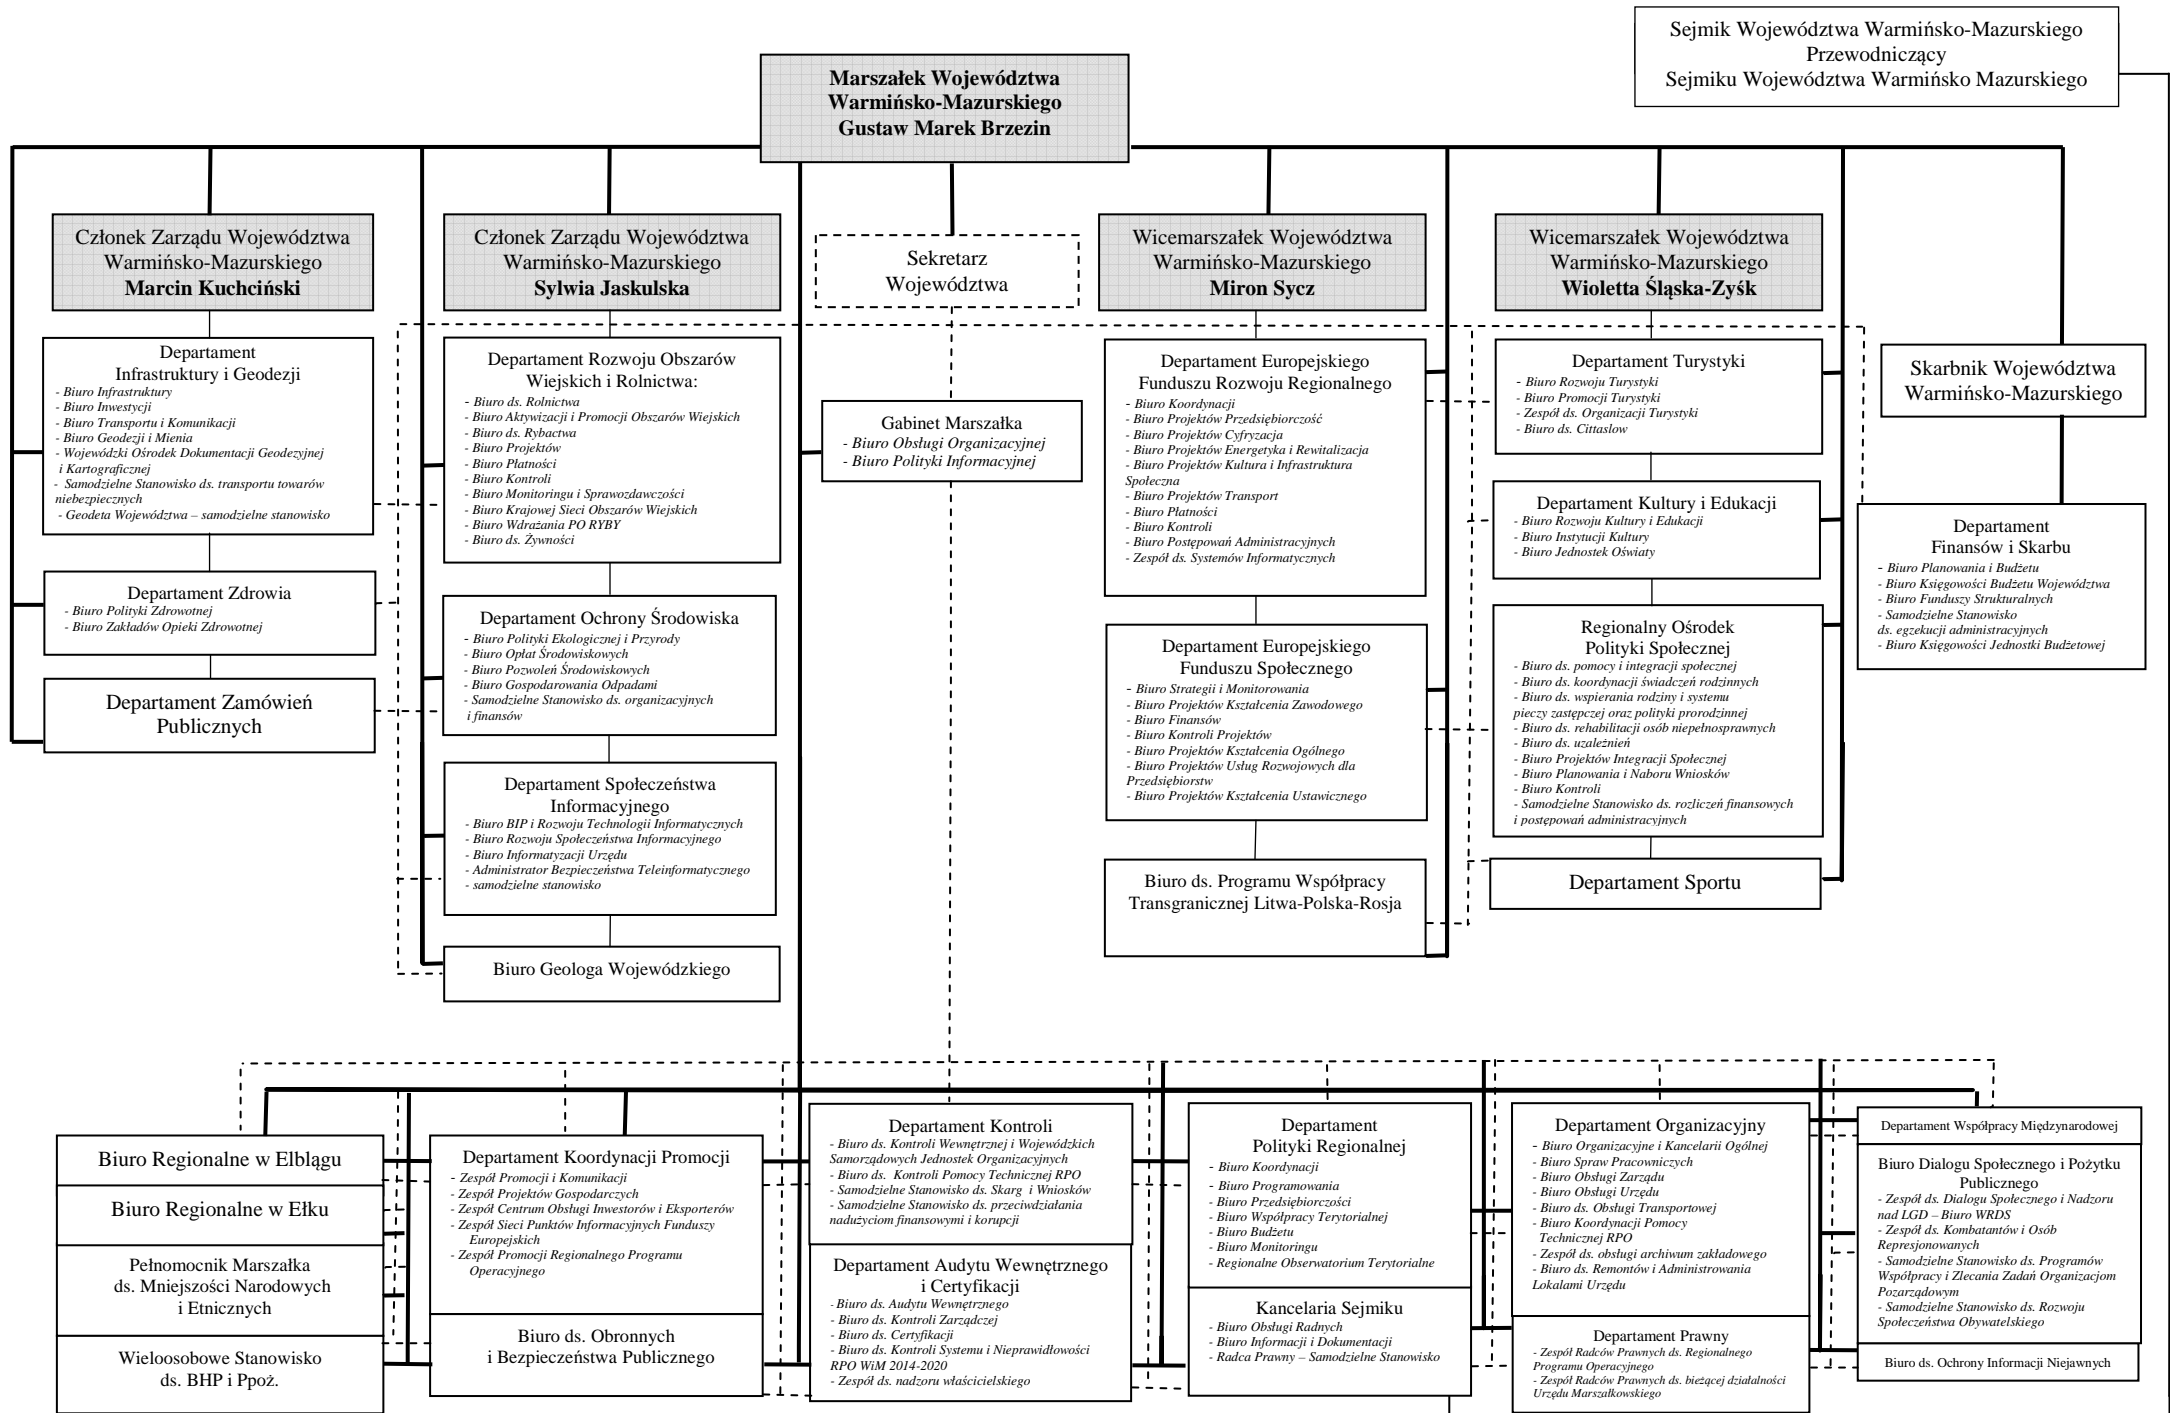 Sejmik Województwa Warmińsko-Mazurskiego
Przewodniczący
Sejmiku Województwa Warmińsko Mazurskiego
Marszałek Województwa
Warmińsko-Mazurskiego
Gustaw Marek Brzezin
Członek Zarządu Województwa
Warmińsko-Mazurskiego
Marcin Kuchciński
Członek Zarządu Województwa
Warmińsko-Mazurskiego
Sylwia Jaskulska
Sekretarz
Województwa
Wicemarszałek Województwa
Warmińsko-Mazurskiego
Miron Sycz
Wicemarszałek Województwa
Warmińsko-Mazurskiego
Wioletta Śląska-Zyśk
Departament
Infrastruktury i Geodezji
- Biuro Infrastruktury
- Biuro Inwestycji
- Biuro Transportu i Komunikacji
- Biuro Geodezji i Mienia
- Wojewódzki Ośrodek Dokumentacji Geodezyjnej
i Kartograficznej
- Samodzielne Stanowisko ds. transportu towarów
niebezpiecznych
- Geodeta Województwa – samodzielne stanowisko
Departament Zdrowia
- Biuro Polityki Zdrowotnej
- Biuro Zakładów Opieki Zdrowotnej
Departament Zamówień
Publicznych
Departament Rozwoju Obszarów
Wiejskich i Rolnictwa:
- Biuro ds. Rolnictwa
- Biuro Aktywizacji i Promocji Obszarów Wiejskich
- Biuro ds. Rybactwa
- Biuro Projektów
- Biuro Płatności
- Biuro Kontroli
- Biuro Monitoringu i Sprawozdawczości
- Biuro Krajowej Sieci Obszarów Wiejskich
- Biuro Wdrażania PO RYBY
- Biuro ds. Żywności
Departament Ochrony Środowiska
- Biuro Polityki Ekologicznej i Przyrody
- Biuro Opłat Środowiskowych
- Biuro Pozwoleń Środowiskowych
- Biuro Gospodarowania Odpadami
- Samodzielne Stanowisko ds. organizacyjnych
i finansów
Departament Społeczeństwa
Informacyjnego
- Biuro BIP i Rozwoju Technologii Informatycznych
- Biuro Rozwoju Społeczeństwa Informacyjnego
- Biuro Informatyzacji Urzędu
- Administrator Bezpieczeństwa Teleinformatycznego
- samodzielne stanowisko
Biuro Geologa Wojewódzkiego
Gabinet Marszałka
- Biuro Obsługi Organizacyjnej
- Biuro Polityki Informacyjnej
Departament Europejskiego
Funduszu Rozwoju Regionalnego
- Biuro Koordynacji
- Biuro Projektów Przedsiębiorczość
- Biuro Projektów Cyfryzacja
- Biuro Projektów Energetyka i Rewitalizacja
- Biuro Projektów Kultura i Infrastruktura
Społeczna
- Biuro Projektów Transport
- Biuro Płatności
- Biuro Kontroli
- Biuro Postępowań Administracyjnych
- Zespół ds. Systemów Informatycznych
Departament Europejskiego
Funduszu Społecznego
- Biuro Strategii i Monitorowania
- Biuro Projektów Kształcenia Zawodowego
- Biuro Finansów
- Biuro Kontroli Projektów
- Biuro Projektów Kształcenia Ogólnego
- Biuro Projektów Usług Rozwojowych dla
Przedsiębiorstw
- Biuro Projektów Kształcenia Ustawicznego
Biuro ds. Programu Współpracy
Transgranicznej Litwa-Polska-Rosja
Departament Turystyki
- Biuro Rozwoju Turystyki
- Biuro Promocji Turystyki
- Zespół ds. Organizacji Turystyki
- Biuro ds. Cittaslow
Departament Kultury i Edukacji
- Biuro Rozwoju Kultury i Edukacji
- Biuro Instytucji Kultury
- Biuro Jednostek Oświaty
Regionalny Ośrodek
Polityki Społecznej
- Biuro ds. pomocy i integracji społecznej
- Biuro ds. koordynacji świadczeń rodzinnych
- Biuro ds. wspierania rodziny i systemu
pieczy zastępczej oraz polityki prorodzinnej
- Biuro ds. rehabilitacji osób niepełnosprawnych
- Biuro ds. uzależnień
- Biuro Projektów Integracji Społecznej
- Biuro Planowania i Naboru Wniosków
- Biuro Kontroli
- Samodzielne Stanowisko ds. rozliczeń finansowych
i postępowań administracyjnych
Departament Sportu
Skarbnik Województwa
Warmińsko-Mazurskiego
Departament
Finansów i Skarbu
- Biuro Planowania i Budżetu
- Biuro Księgowości Budżetu Województwa
- Biuro Funduszy Strukturalnych
- Samodzielne Stanowisko
ds. egzekucji administracyjnych
- Biuro Księgowości Jednostki Budżetowej
Biuro Regionalne w Elblągu
Biuro Regionalne w Ełku
Pełnomocnik Marszałka
ds. Mniejszości Narodowych
i Etnicznych
Wieloosobowe Stanowisko
ds. BHP i Ppoż.
Departament Koordynacji Promocji
- Zespół Promocji i Komunikacji
- Zespół Projektów Gospodarczych
- Zespół Centrum Obsługi Inwestorów i Eksporterów
- Zespół Sieci Punktów Informacyjnych Funduszy
Europejskich
- Zespół Promocji Regionalnego Programu
Operacyjnego
Biuro ds. Obronnych
i Bezpieczeństwa Publicznego
Departament Kontroli
- Biuro ds. Kontroli Wewnętrznej i Wojewódzkich
Samorządowych Jednostek Organizacyjnych
- Biuro ds. Kontroli Pomocy Technicznej RPO
- Samodzielne Stanowisko ds. Skarg i Wniosków
- Samodzielne Stanowisko ds. przeciwdziałania
nadużyciom finansowymi i korupcji
Departament Audytu Wewnętrznego
i Certyfikacji
- Biuro ds. Audytu Wewnętrznego
- Biuro ds. Kontroli Zarządczej
- Biuro ds. Certyfikacji
- Biuro ds. Kontroli Systemu i Nieprawidłowości
RPO WiM 2014-2020
- Zespół ds. nadzoru właścicielskiego
Departament
Polityki Regionalnej
- Biuro Koordynacji
- Biuro Programowania
- Biuro Przedsiębiorczości
- Biuro Współpracy Terytorialnej
- Biuro Budżetu
- Biuro Monitoringu
- Regionalne Obserwatorium Terytorialne
Kancelaria Sejmiku
- Biuro Obsługi Radnych
- Biuro Informacji i Dokumentacji
- Radca Prawny – Samodzielne Stanowisko
Departament Organizacyjny
- Biuro Organizacyjne i Kancelarii Ogólnej
- Biuro Spraw Pracowniczych
- Biuro Obsługi Zarządu
- Biuro Obsługi Urzędu
- Biuro ds. Obsługi Transportowej
- Biuro Koordynacji Pomocy
Technicznej RPO
- Zespół ds. obsługi archiwum zakładowego
- Biuro ds. Remontów i Administrowania
Lokalami Urzędu
Departament Prawny
- Zespół Radców Prawnych ds. Regionalnego
Programu Operacyjnego
- Zespół Radców Prawnych ds. bieżącej działalności
Urzędu Marszałkowskiego
Departament Współpracy Międzynarodowej
Biuro Dialogu Społecznego i Pożytku
Publicznego
- Zespół ds. Dialogu Społecznego i Nadzoru
nad LGD – Biuro WRDS
- Zespół ds. Kombatantów i Osób
Represjonowanych
- Samodzielne Stanowisko ds. Programów
Współpracy i Zlecania Zadań Organizacjom
Pozarządowym
- Samodzielne Stanowisko ds. Rozwoju
Społeczeństwa Obywatelskiego
Biuro ds. Ochrony Informacji Niejawnych